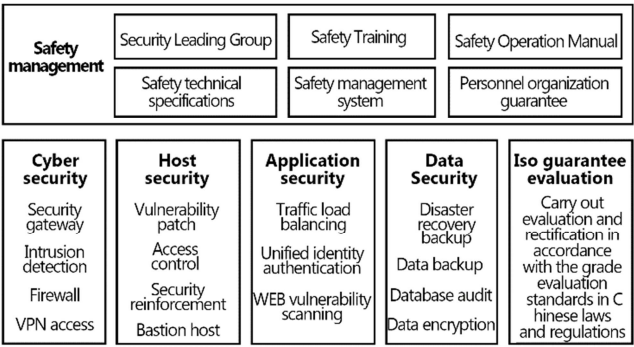 Safety
management
Security Leading Group
Safety Training
Safety Operation Manual
Safety technical
specifications
Safety management
system
Personnel organization
guarantee
Cyber
security
Security
gateway
Intrusion
detection
Firewall
VPN access
Host
security
Vulnerability
patch
Access
control
Security
reinforcement
Bastion host
Application
security
Traffic load
balancing
Unified identity
authentication
WEB vulnerability
scanning
Data
Security
Disaster
recovery
backup
Data backup
Database audit
Data encryption
Iso guarantee
evaluation
Carry out
evaluation and
rectification in
accordance
with the grade
evaluation
standards in C
hinese laws
and regulations